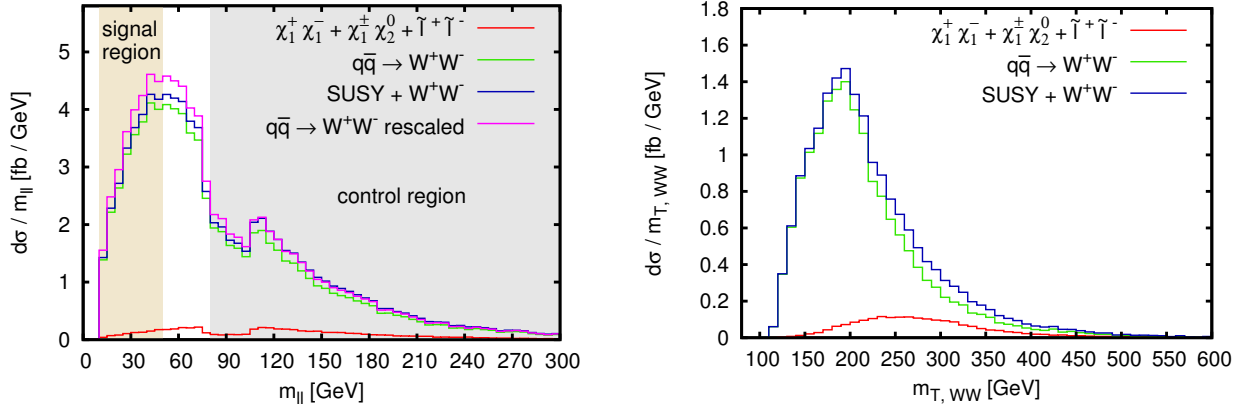 signal
region
χ₁⁺ χ₁⁻ + χ₁^± χ₂⁰ + l̃⁺ l̃⁻
qq̅ → W⁺W⁻
SUSY + W⁺W⁻
qq̅ → W⁺W⁻ rescaled
control region
dσ / m_ll [fb / GeV]
5
4
3
2
1
0
0 30 60 90 120 150 180 210 240 270 300
m_ll [GeV]
χ₁⁺ χ₁⁻ + χ₁^± χ₂⁰ + l̃⁺ l̃⁻
qq̅ → W⁺W⁻
SUSY + W⁺W⁻
dσ / m_T, WW [fb / GeV]
1.8
1.6
1.4
1.2
1
0.8
0.6
0.4
0.2
0
100 150 200 250 300 350 400 450 500 550 600
m_T, WW [GeV]